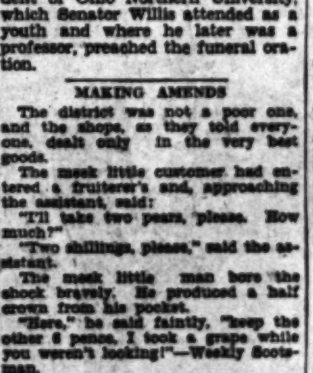 dent of Ohio Northern University,
which Senator Willis attended as a
youth and where he later was a
professor, preached the funeral ora-
tion.
MAKING AMENDS
The district was not a poor one,
and the shops, as they told every-
one, dealt only in the very best
goods.
The meek little customer had en-
tered a fruiterer's and, approaching
the assistant, said:
"I'll take two pears, please. How
much?"
"Two shillings, please," said the as-
sistant.
The meek little man bore the
shock bravely. He produced a half
crown from his pocket.
"Here," he said faintly, "keep the
other 6 pence, I took a grape while
you weren't looking!"—Weekly Scots-
man.